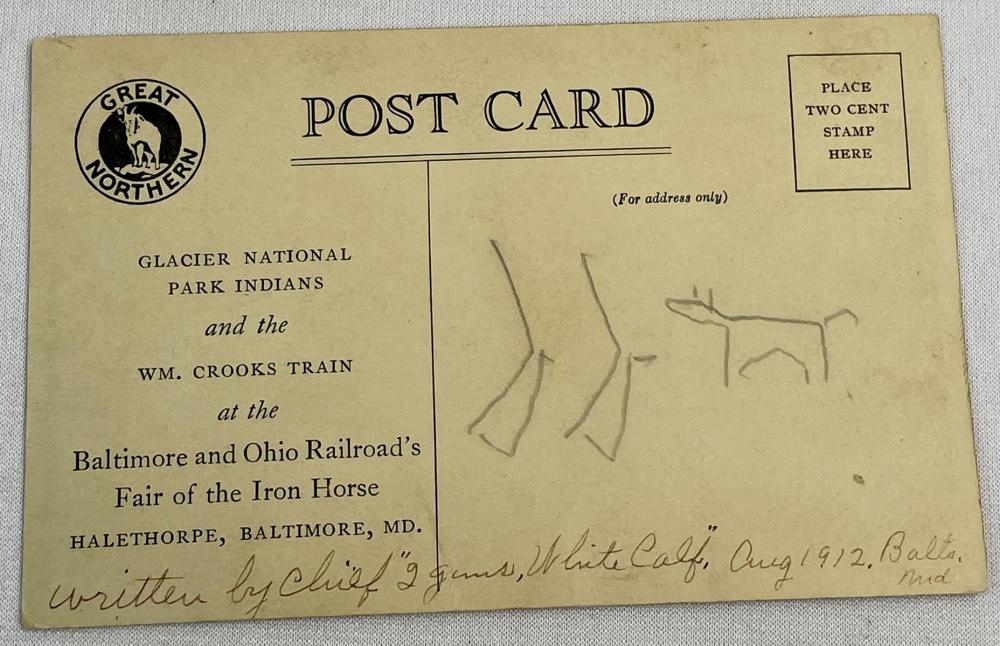 GREAT
NORTHERN
POST CARD
PLACE
TWO CENT
STAMP
HERE
(For address only)
GLACIER NATIONAL
PARK INDIANS
and the
WM. CROOKS TRAIN
at the
Baltimore and Ohio Railroad's
Fair of the Iron Horse
HALETHORPE, BALTIMORE, MD.
written by Chief "2 guns, White Calf," Aug 1912. Balto.
Md